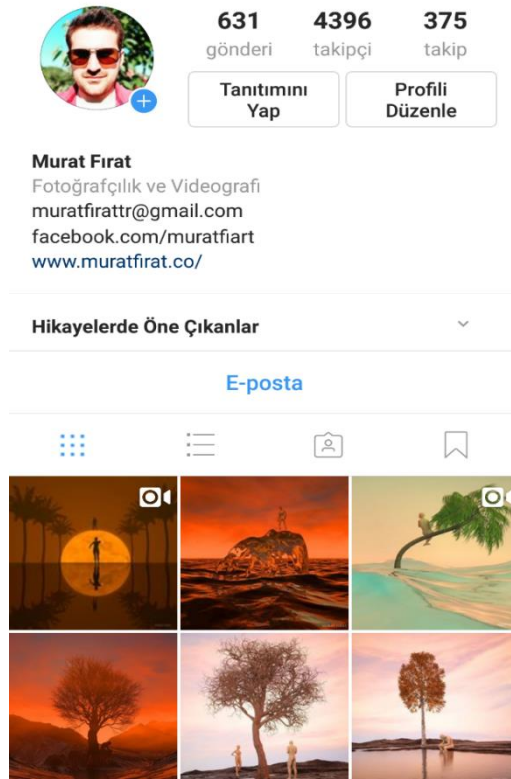 631 4396 375
gönderi takipçi takip
Tanıtımını Yap
Profili Düzenle
Murat Fırat
Fotoğrafçılık ve Videografi
muratfirattr@gmail.com
facebook.com/muratfiart
www.muratfirat.co/
Hikayelerde Öne Çıkanlar
E-posta